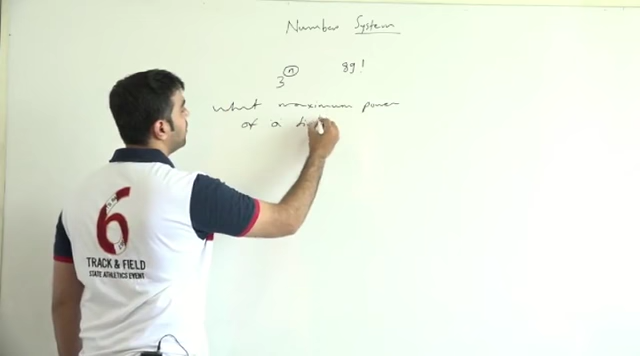 Number System
3^n 89!
what maximum power
of a
6
TRACK & FIELD
STATE ATHLETICS EVENT